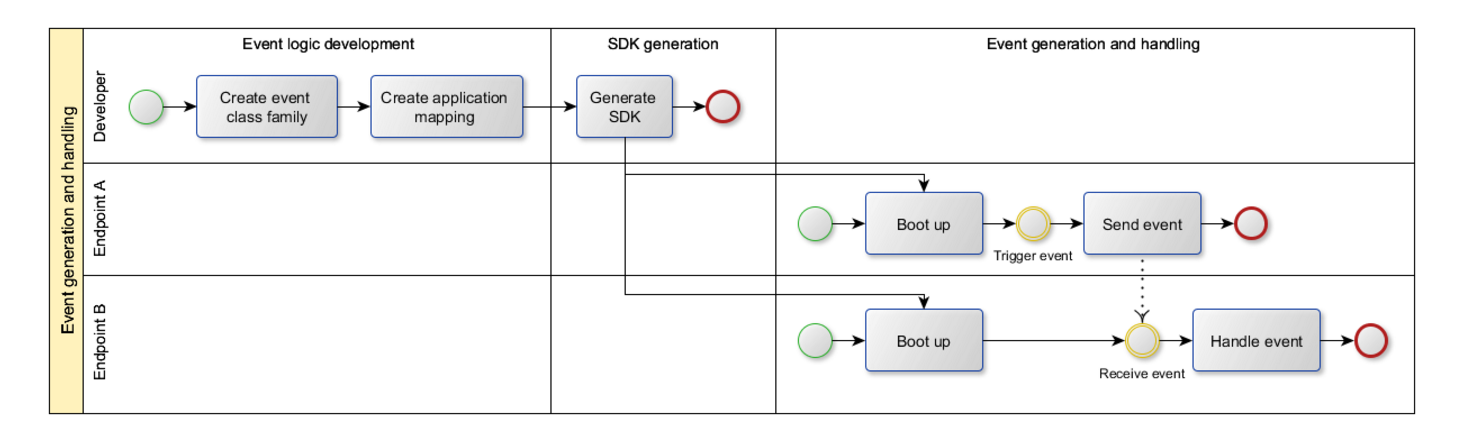 Event generation and handling
Event logic development
SDK generation
Event generation and handling
Developer
Create event
class family
Create application
mapping
Generate
SDK
Endpoint A
Boot up
Trigger event
Send event
Endpoint B
Boot up
Receive event
Handle event